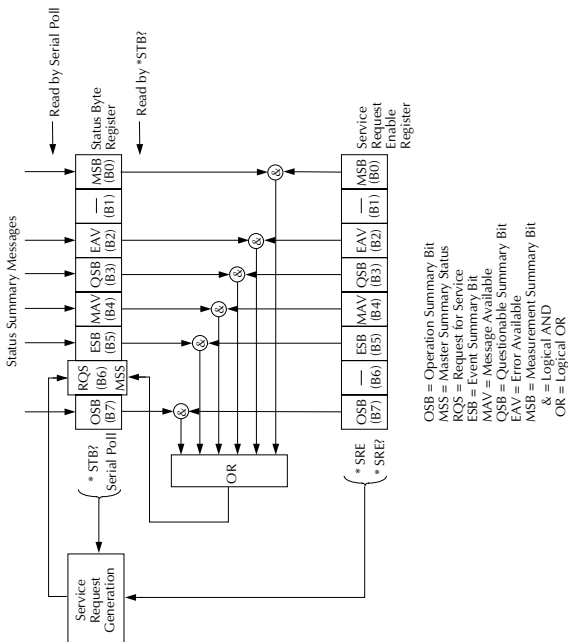 Status Summary Messages
Read by Serial Poll
Service
Request
Generation
* STB?
Serial Poll
OSB
(B7)
RQS
(B6)
MSS
ESB
(B5)
MAV
(B4)
QSB
(B3)
EAV
(B2)
—
(B1)
MSB
(B0)
Status Byte
Register
Read by *STB?
OR
&
&
&
&
&
&
* SRE
* SRE?
OSB
(B7)
—
(B6)
ESB
(B5)
MAV
(B4)
QSB
(B3)
EAV
(B2)
—
(B1)
MSB
(B0)
Service
Request
Enable
Register
OSB = Operation Summary Bit
MSS = Master Summary Status
RQS = Request for Service
ESB = Event Summary Bit
MAV = Message Available
QSB = Questionable Summary Bit
EAV = Error Available
MSB = Measurement Summary Bit
& = Logical AND
OR = Logical OR